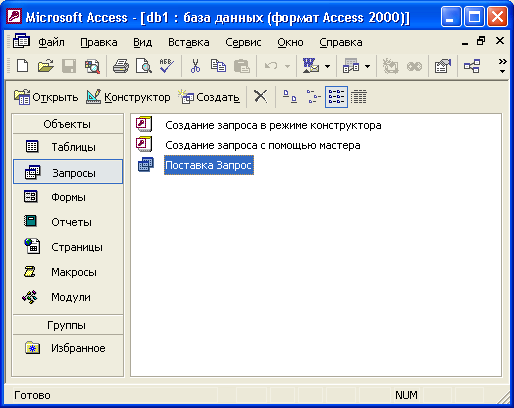 Microsoft Access - [db1 : база данных (формат Access 2000)]
Файл Правка Вид Вставка Сервис Окно Справка
Открыть Конструктор Создать
Объекты
Таблицы
Запросы
Формы
Отчеты
Страницы
Макросы
Модули
Группы
Избранное
Создание запроса в режиме конструктора
Создание запроса с помощью мастера
Поставка Запрос
Готово NUM